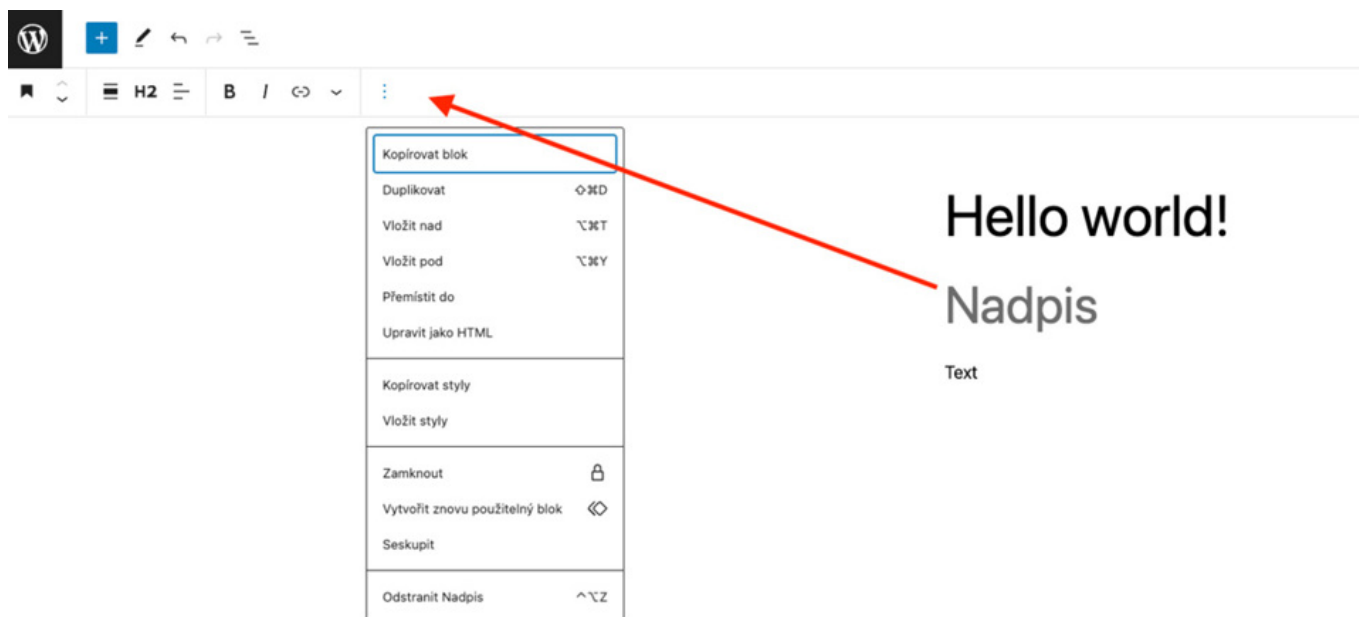 H2 B I
Kopírovat blok
Duplikovat ⇧⌘D
Vložit nad ⌥⌘T
Vložit pod ⌥⌘Y
Přemístit do
Upravit jako HTML
Kopírovat styly
Vložit styly
Zamknout
Vytvořit znovu použitelný blok
Seskupit
Odstranit Nadpis ^⌥Z
Hello world!
Nadpis
Text